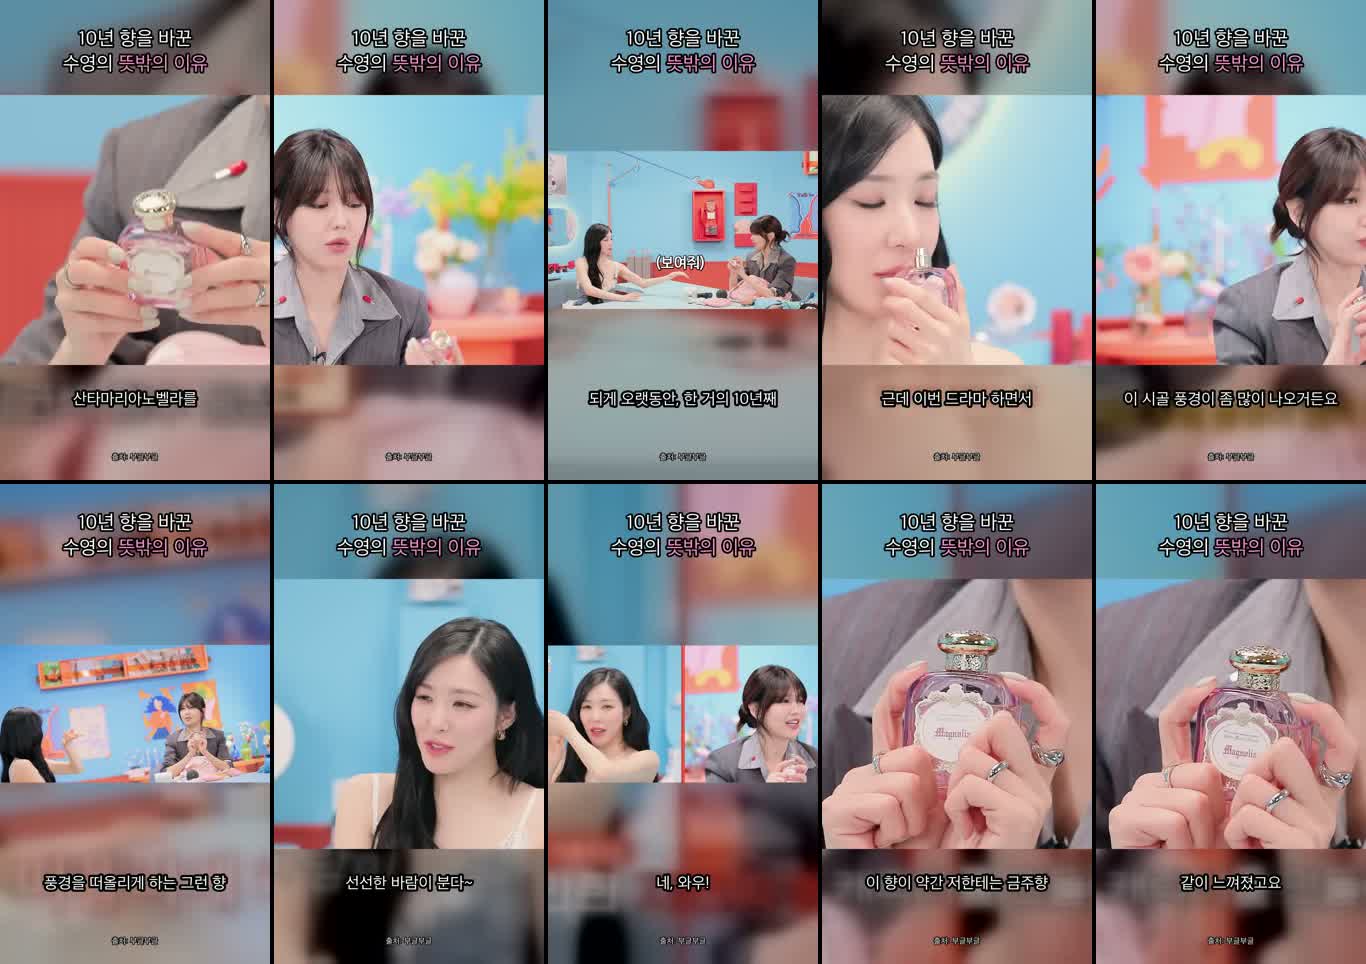 10년 향을 바꾼
수영의 뜻밖의 이유
산타마리아노벨라를
출처: 부글부글
10년 향을 바꾼
수영의 뜻밖의 이유
출처: 부글부글
10년 향을 바꾼
수영의 뜻밖의 이유
(보여줘)
되게 오랫동안, 한 거의 10년째
출처: 부글부글
10년 향을 바꾼
수영의 뜻밖의 이유
근데 이번 드라마 하면서
출처: 부글부글
10년 향을 바꾼
수영의 뜻밖의 이유
이 시골 풍경이 좀 많이 나오거든요
출처: 부글부글
10년 향을 바꾼
수영의 뜻밖의 이유
풍경을 떠올리게 하는 그런 향
출처: 부글부글
10년 향을 바꾼
수영의 뜻밖의 이유
선선한 바람이 분다~
출처: 부글부글
10년 향을 바꾼
수영의 뜻밖의 이유
네, 와우!
출처: 부글부글
10년 향을 바꾼
수영의 뜻밖의 이유
Magnolia
이 향이 약간 저한테는 금주향
출처: 부글부글
10년 향을 바꾼
수영의 뜻밖의 이유
Magnolia
같이 느껴졌고요
출처: 부글부글